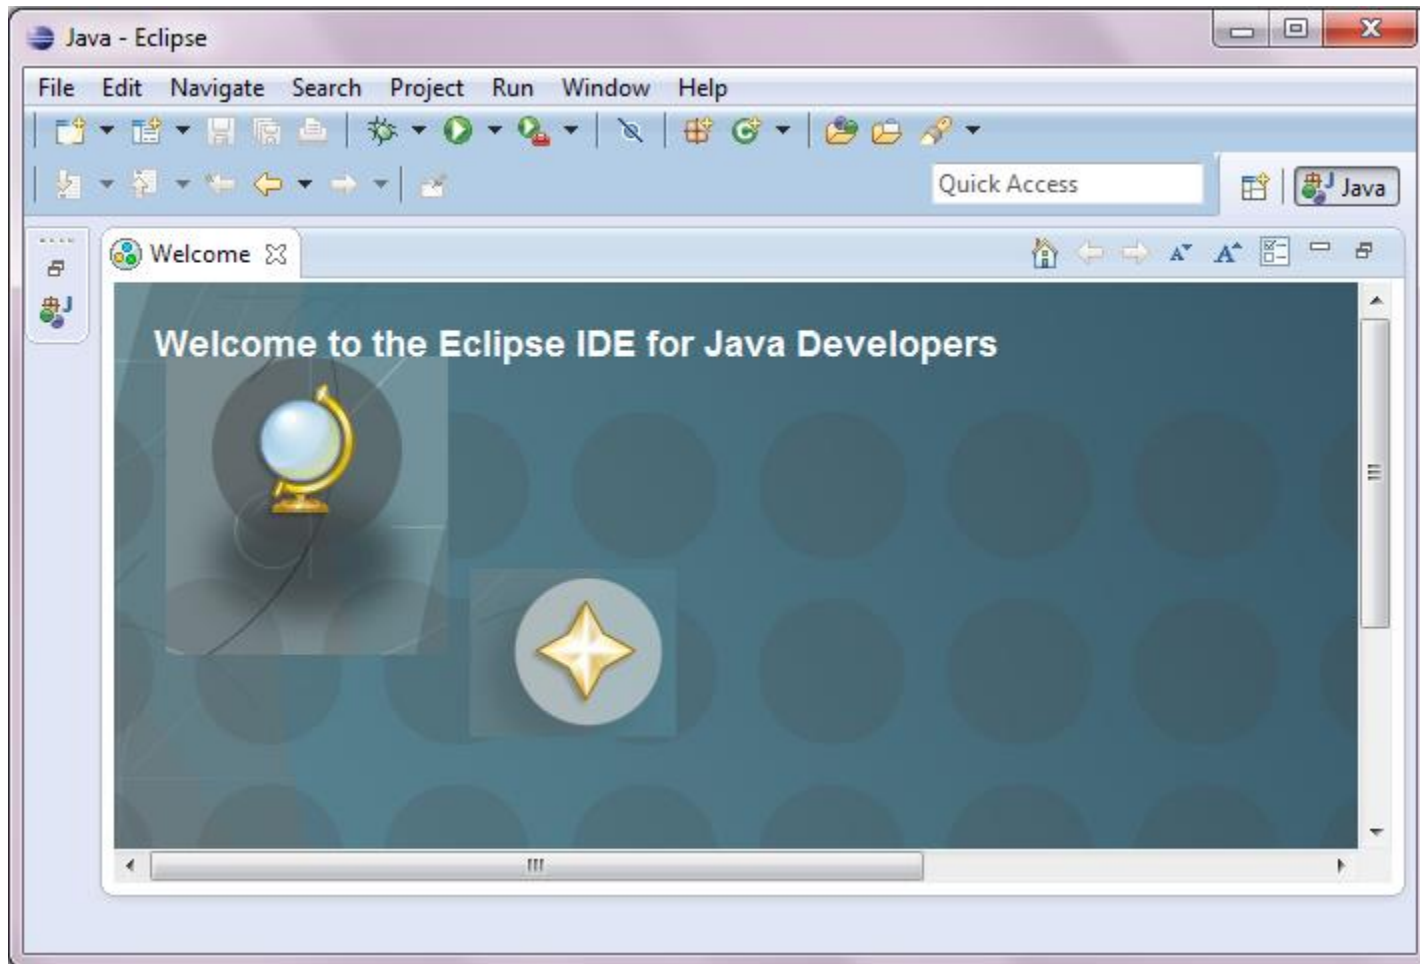 Java - Eclipse
File Edit Navigate Search Project Run Window Help
Quick Access
Java
Welcome
Welcome to the Eclipse IDE for Java Developers